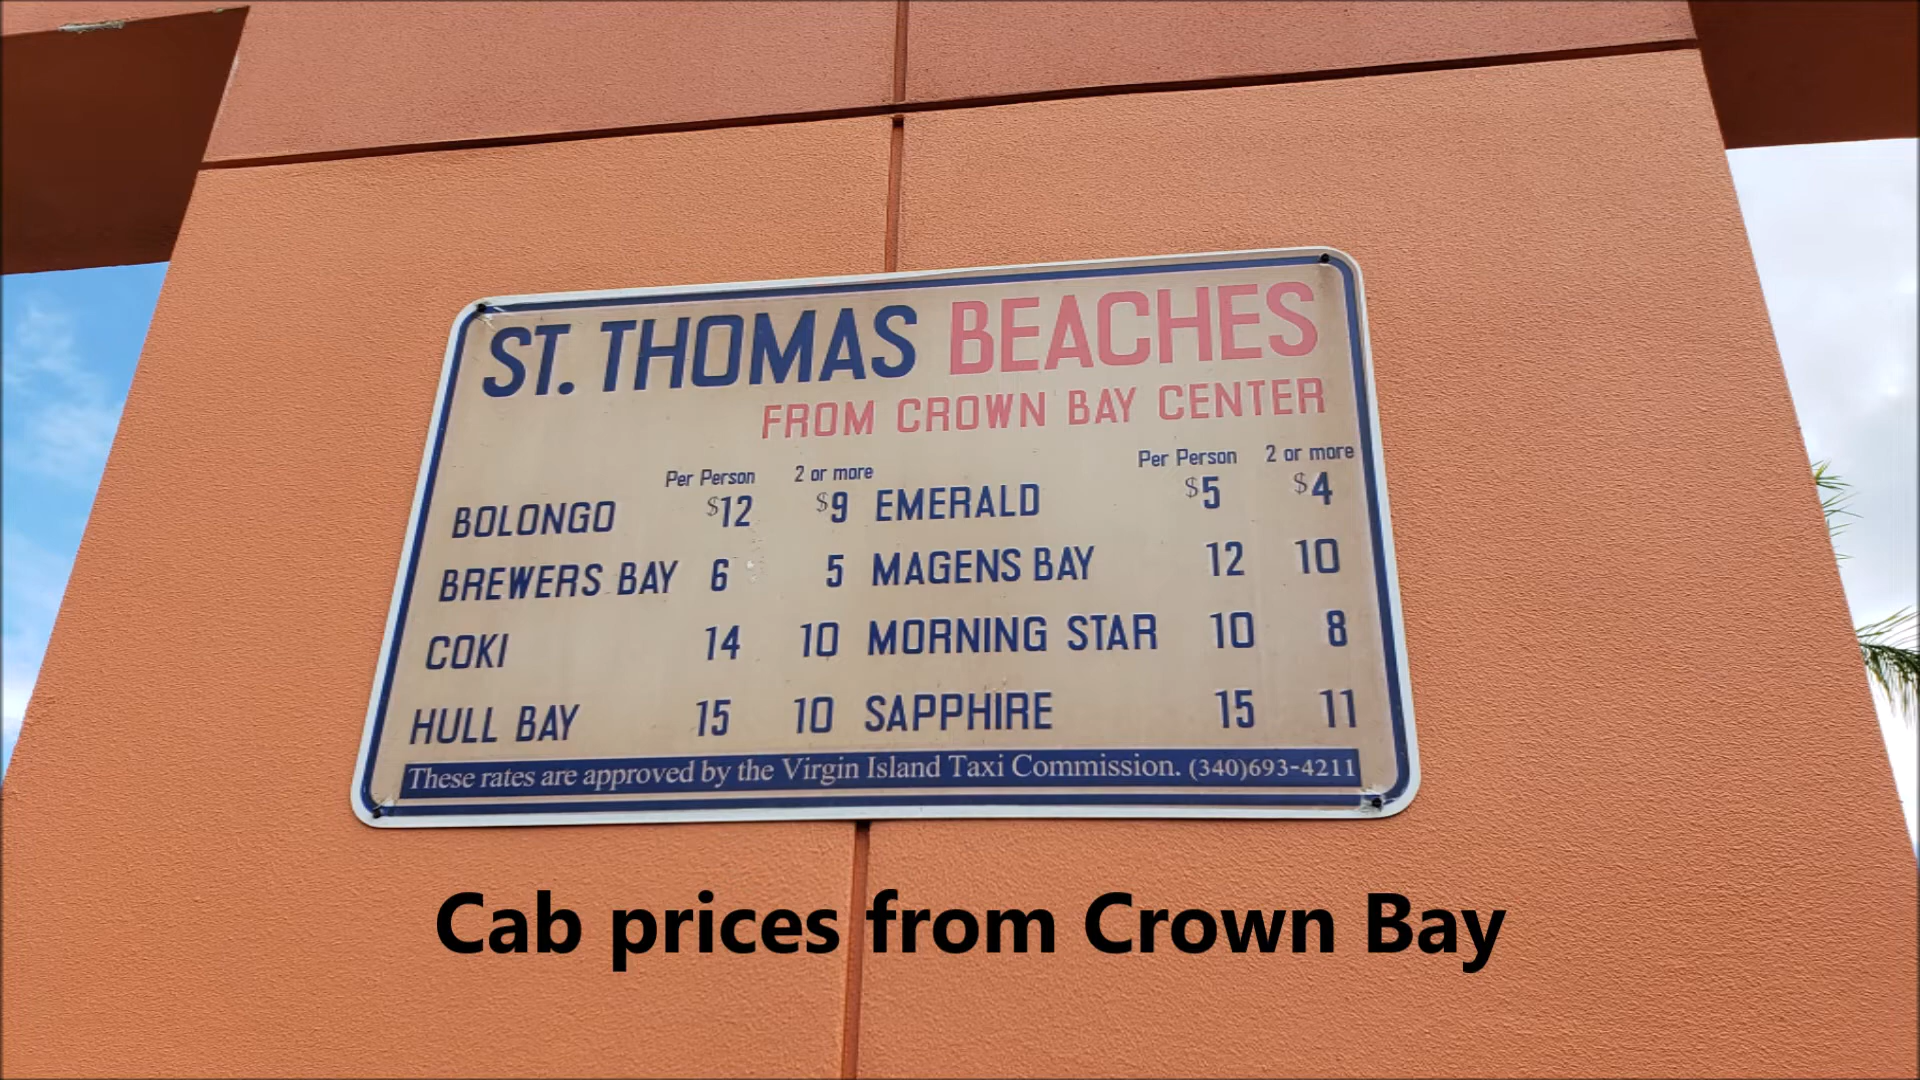 ST. THOMAS BEACHES
FROM CROWN BAY CENTER
Per Person 2 or more Per Person 2 or more
BOLONGO $12 $9 EMERALD $5 $4
BREWERS BAY 6 5 MAGENS BAY 12 10
COKI 14 10 MORNING STAR 10 8
HULL BAY 15 10 SAPPHIRE 15 11
These rates are approved by the Virgin Island Taxi Commission. (340)693-4211
Cab prices from Crown Bay